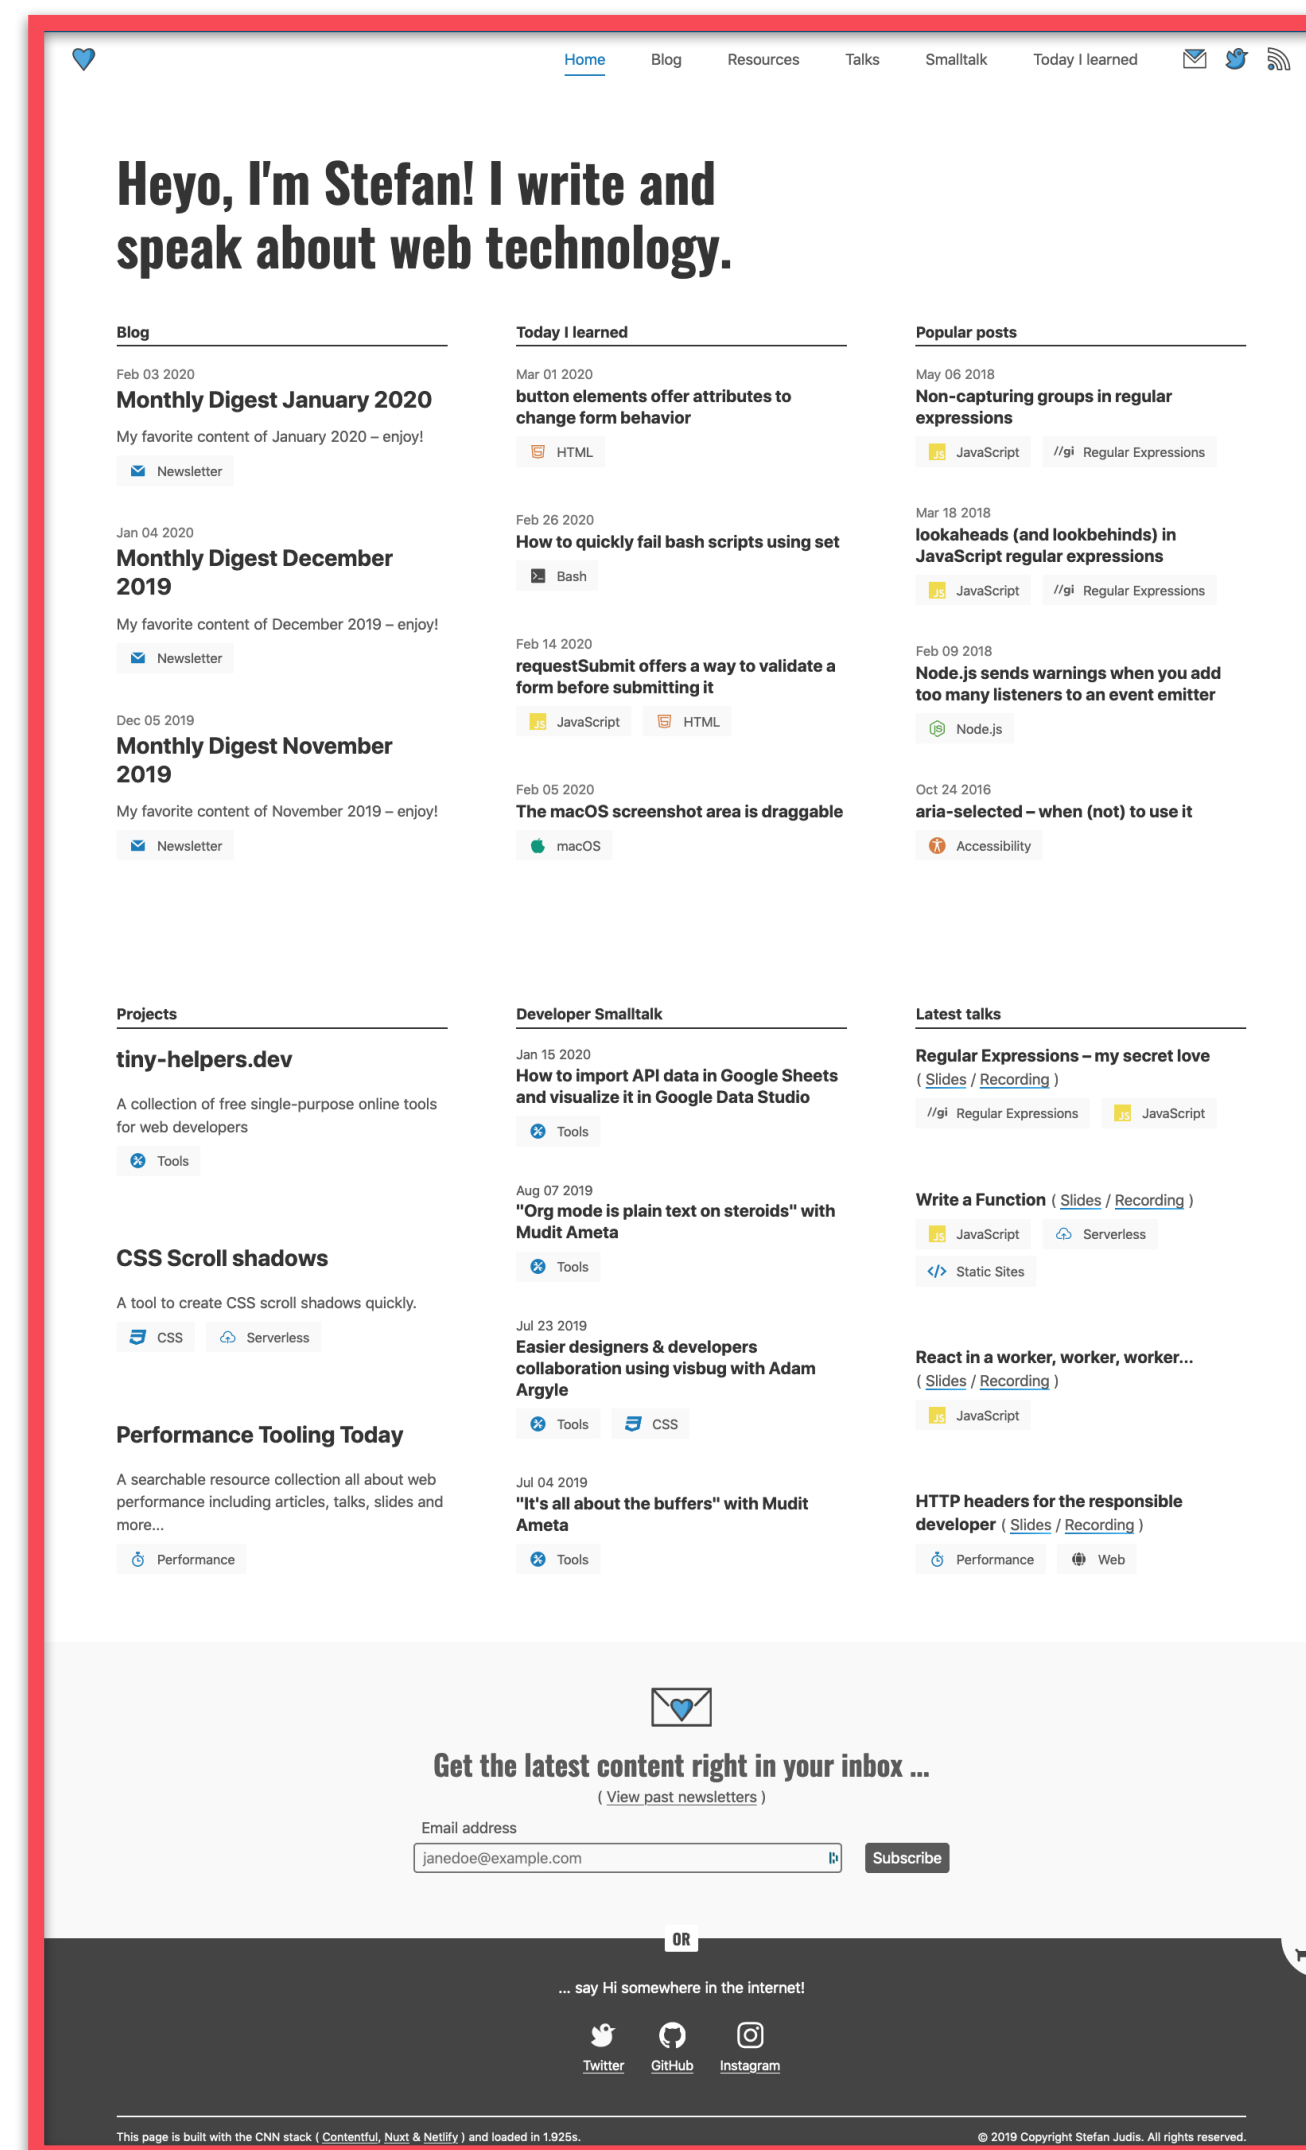 Home Blog Resources Talks Smalltalk Today I learned
Heyo, I'm Stefan! I write and
speak about web technology.
Blog
Feb 03 2020
Monthly Digest January 2020
My favorite content of January 2020 – enjoy!
Newsletter
Jan 04 2020
Monthly Digest December
2019
My favorite content of December 2019 – enjoy!
Newsletter
Dec 05 2019
Monthly Digest November
2019
My favorite content of November 2019 – enjoy!
Newsletter
Today I learned
Mar 01 2020
button elements offer attributes to
change form behavior
HTML
Feb 26 2020
How to quickly fail bash scripts using set
Bash
Feb 14 2020
requestSubmit offers a way to validate a
form before submitting it
JS JavaScript HTML
Feb 05 2020
The macOS screenshot area is draggable
macOS
Popular posts
May 06 2018
Non-capturing groups in regular
expressions
JS JavaScript //gi Regular Expressions
Mar 18 2018
lookaheads (and lookbehinds) in
JavaScript regular expressions
JS JavaScript //gi Regular Expressions
Feb 09 2018
Node.js sends warnings when you add
too many listeners to an event emitter
Node.js
Oct 24 2016
aria-selected – when (not) to use it
Accessibility
Projects
tiny-helpers.dev
A collection of free single-purpose online tools
for web developers
Tools
CSS Scroll shadows
A tool to create CSS scroll shadows quickly.
CSS Serverless
Performance Tooling Today
A searchable resource collection all about web
performance including articles, talks, slides and
more...
Performance
Developer Smalltalk
Jan 15 2020
How to import API data in Google Sheets
and visualize it in Google Data Studio
Tools
Aug 07 2019
"Org mode is plain text on steroids" with
Mudit Ameta
Tools
Jul 23 2019
Easier designers & developers
collaboration using visbug with Adam
Argyle
Tools CSS
Jul 04 2019
"It's all about the buffers" with Mudit
Ameta
Tools
Latest talks
Regular Expressions – my secret love
( Slides / Recording )
//gi Regular Expressions JS JavaScript
Write a Function ( Slides / Recording )
JS JavaScript Serverless
Static Sites
React in a worker, worker, worker...
( Slides / Recording )
JS JavaScript
HTTP headers for the responsible
developer ( Slides / Recording )
Performance Web
Get the latest content right in your inbox ...
( View past newsletters )
Email address
janedoe@example.com Subscribe
OR
... say Hi somewhere in the internet!
Twitter GitHub Instagram
This page is built with the CNN stack ( Contentful, Nuxt & Netlify ) and loaded in 1.925s.
© 2019 Copyright Stefan Judis. All rights reserved.